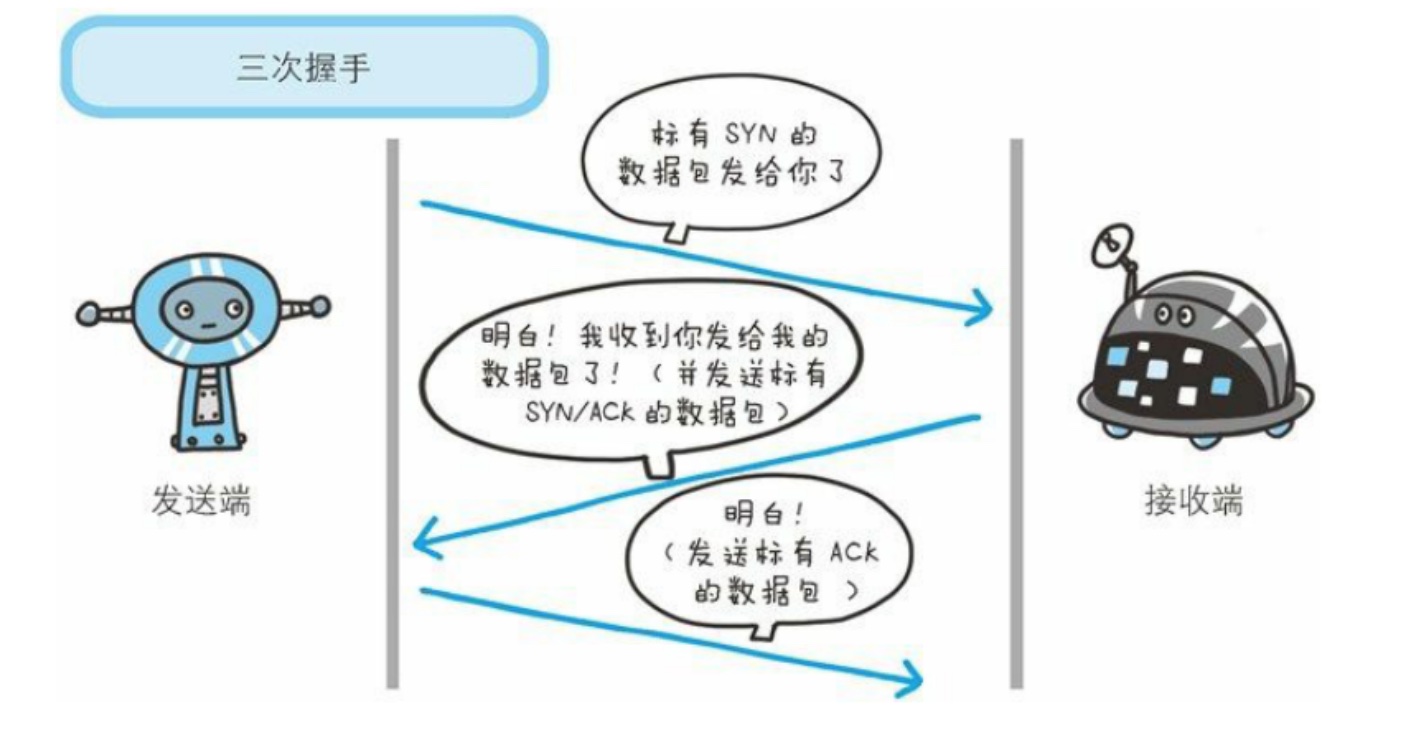 三次握手
标有 SYN 的
数据包发给你了
明白！我收到你发给我的
数据包了！（并发送标有
SYN/ACK 的数据包）
明白！
（发送标有 ACK
的数据包）
发送端
接收端